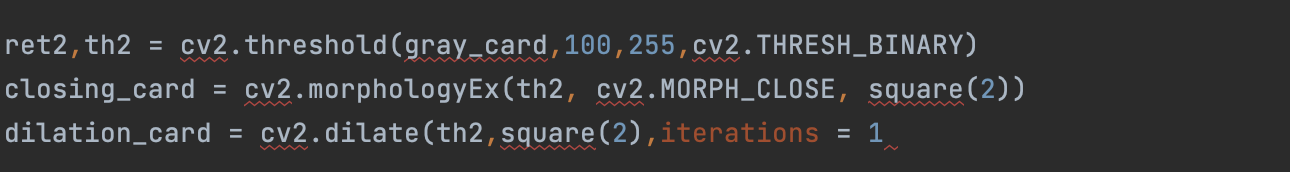 ret2,th2 = cv2.threshold(gray_card,100,255,cv2.THRESH_BINARY)
closing_card = cv2.morphologyEx(th2, cv2.MORPH_CLOSE, square(2))
dilation_card = cv2.dilate(th2,square(2),iterations = 1